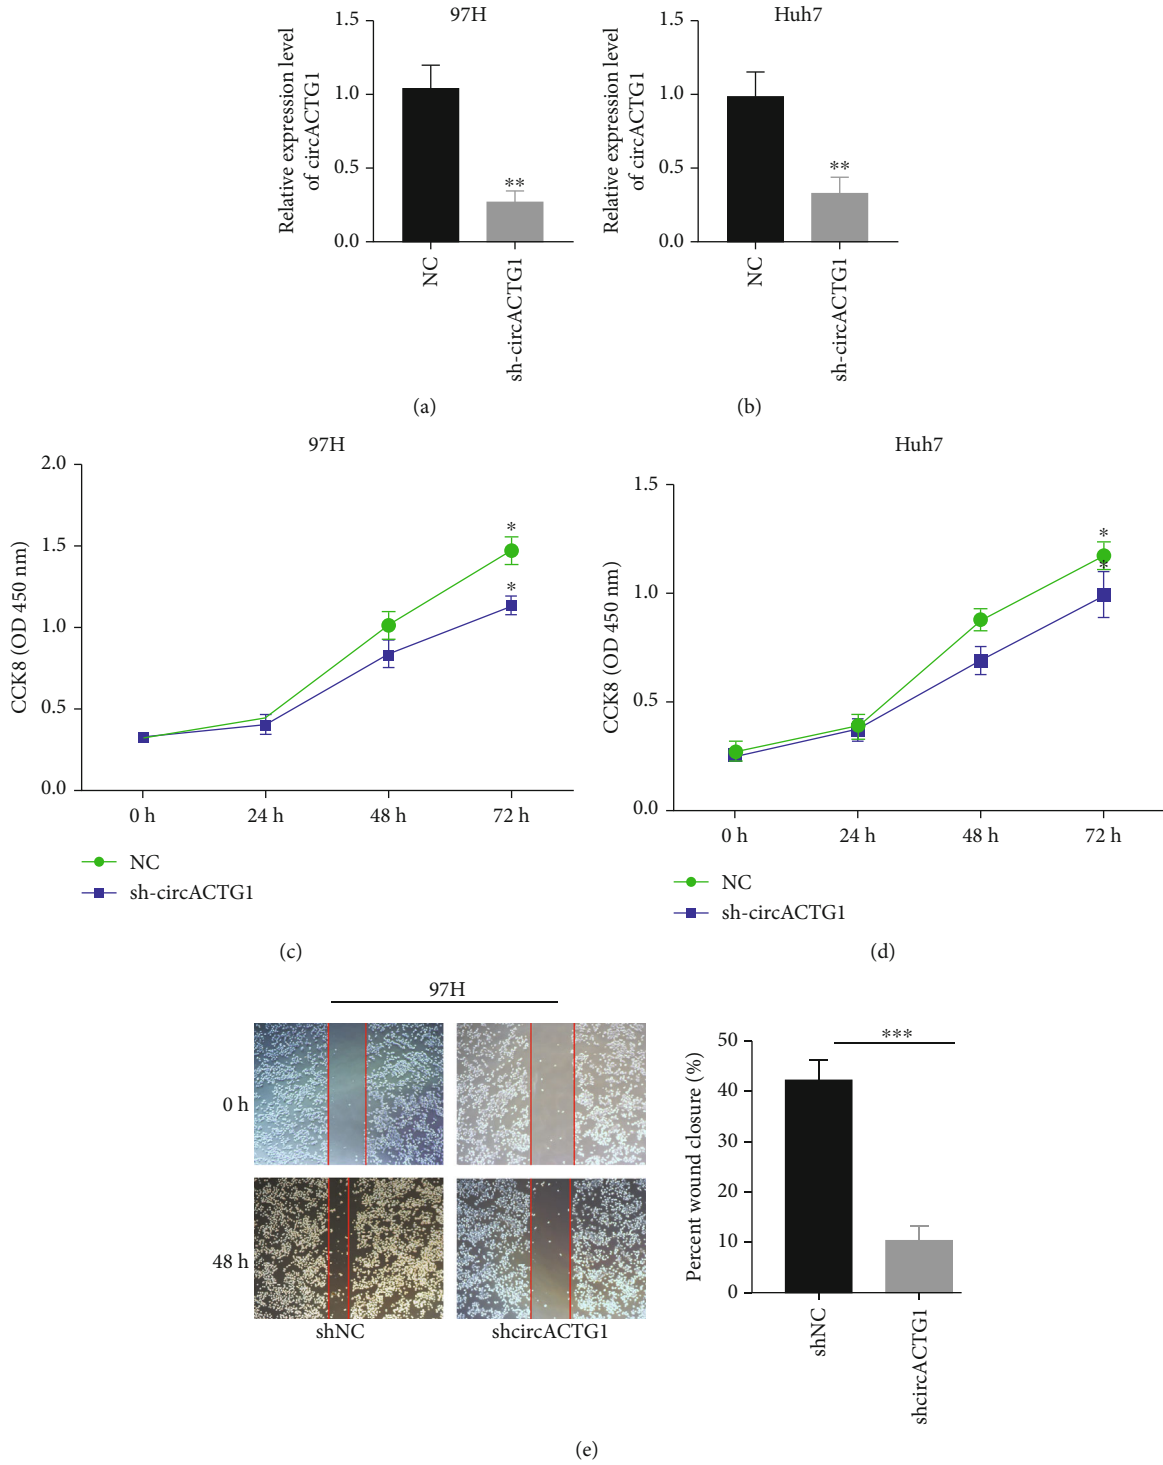 97H
Relative expression level
of circACTG1
1.5
1.0
0.5
0.0
**
NC
sh-circACTG1
(a)
Huh7
Relative expression level
of circACTG1
1.5
1.0
0.5
0.0
**
NC
sh-circACTG1
(b)
97H
CCK8 (OD 450 nm)
2.0
1.5
1.0
0.5
0.0
*
*
0 h
24 h
48 h
72 h
NC
sh-circACTG1
(c)
Huh7
CCK8 (OD 450 nm)
1.5
1.0
0.5
0.0
*
*
0 h
24 h
48 h
72 h
NC
sh-circACTG1
(d)
97H
0 h
48 h
shNC
shcircACTG1
Percent wound closure (%)
50
40
30
20
10
0
***
shNC
shcircACTG1
(e)